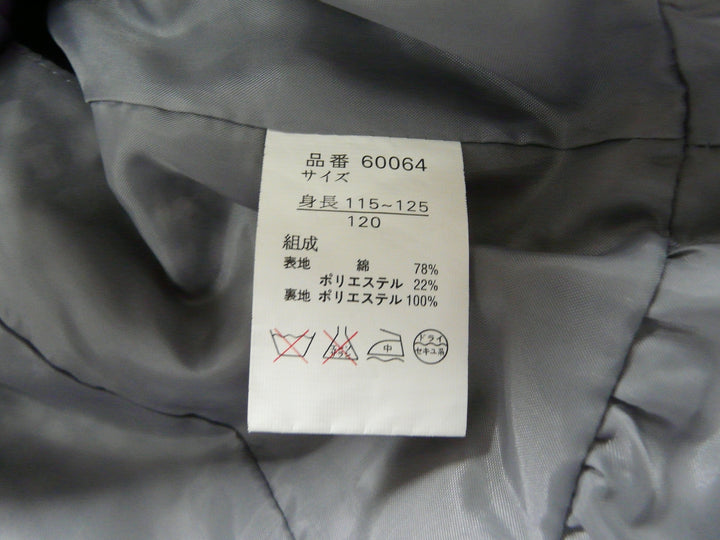 品番 60064
サイズ
身長 115~125
120
組成
表地 綿 78%
ポリエステル 22%
裏地 ポリエステル 100%
中
ドライ
セキユ系